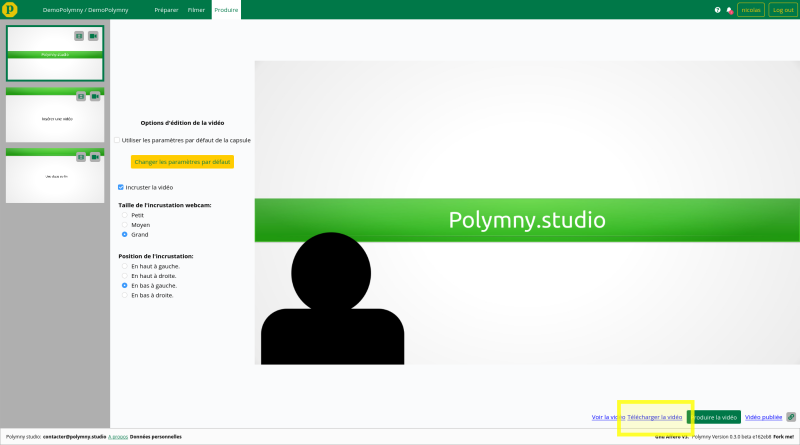 p DemoPolymny / DemoPolymny Préparer Filmer Produire nicolas Log out
Polymny.studio
Insérer une vidéo
Options d'édition de la vidéo
Utiliser les paramètres par défaut de la capsule
Changer les paramètres par défaut
Incruster la vidéo
Taille de l'incrustation webcam:
Petit
Moyen
Grand
Position de l'incrustation:
En haut à gauche.
En haut à droite.
En bas à gauche.
En bas à droite.
Polymny.studio
Voir la vidéo Télécharger la vidéo Produire la vidéo Vidéo publiée
Polymny studio: contacter@polymny.studio A propos Données personnelles Gnu Affero V3. Polymny Version 0.3.0 beta e162eb8 Fork me!